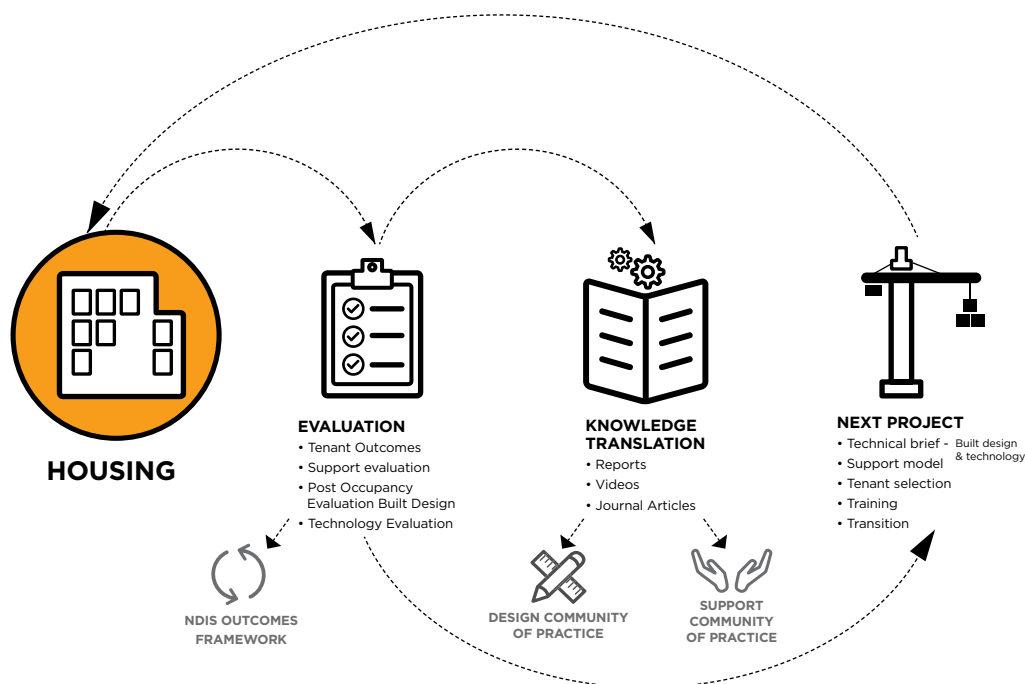 HOUSING
EVALUATION
• Tenant Outcomes
• Support evaluation
• Post Occupancy
Evaluation Built Design
• Technology Evaluation
NDIS OUTCOMES
FRAMEWORK
KNOWLEDGE
TRANSLATION
• Reports
• Videos
• Journal Articles
DESIGN COMMUNITY
OF PRACTICE
SUPPORT
COMMUNITY
OF PRACTICE
NEXT PROJECT
• Technical brief - Built design
& technology
• Support model
• Tenant selection
• Training
• Transition